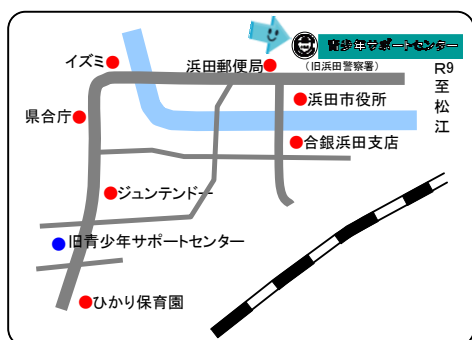 青少年サポートセンター
イズミ
浜田郵便局
(旧浜田警察署)
R9
至松江
県合庁
浜田市役所
合銀浜田支店
ジュンテンドー
旧青少年サポートセンター
ひかり保育園